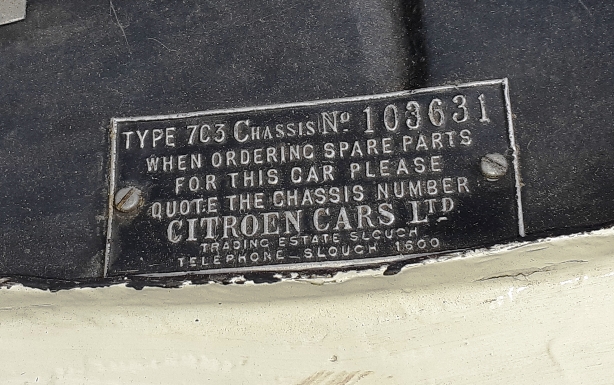 TYPE 7C3 CHASSIS No 103631
WHEN ORDERING SPARE PARTS
FOR THIS CAR PLEASE
QUOTE THE CHASSIS NUMBER
CITROEN CARS LTD
TRADING ESTATE SLOUGH
TELEPHONE SLOUGH 1600